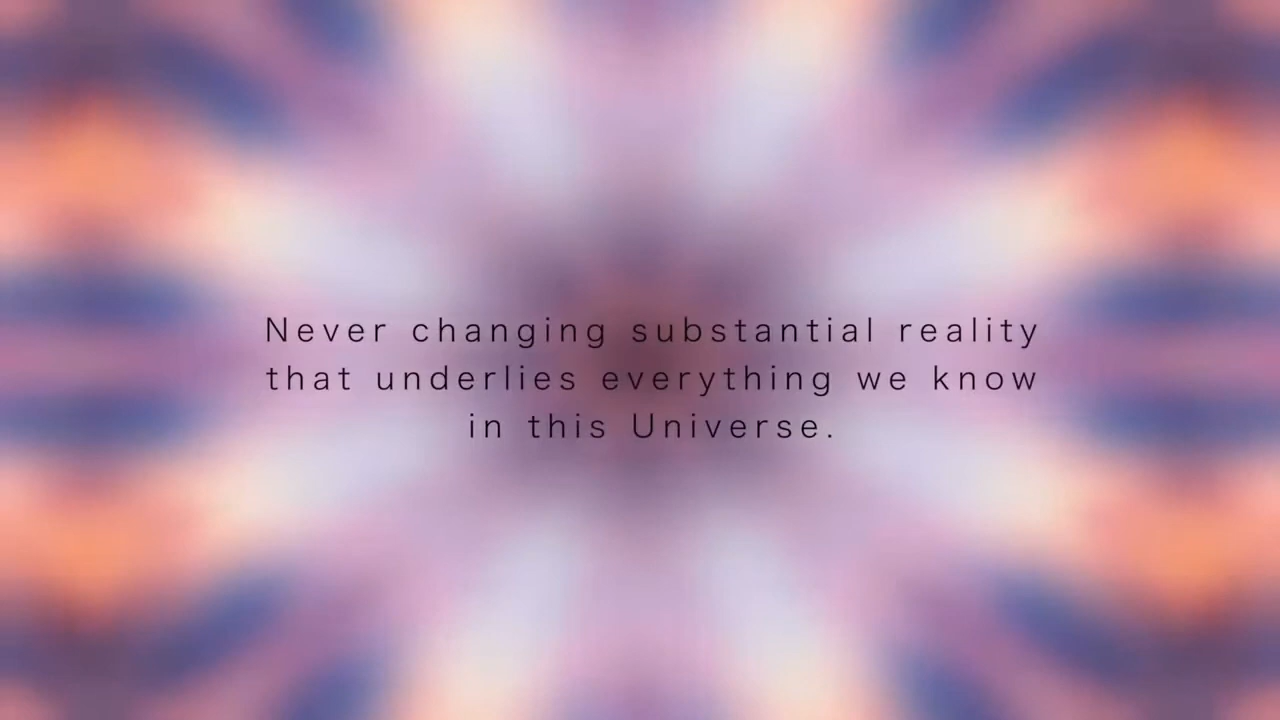 Never changing substantial reality
that underlies everything we know
in this Universe.